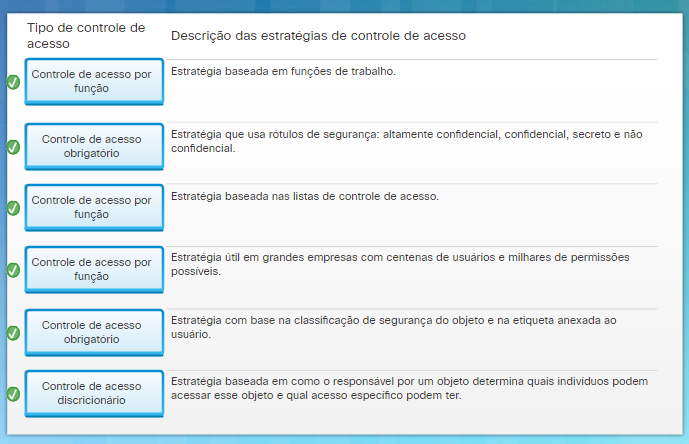 Tipo de controle de
acesso
Descrição das estratégias de controle de acesso
Controle de acesso por
função
Estratégia baseada em funções de trabalho.
Controle de acesso
obrigatório
Estratégia que usa rótulos de segurança: altamente confidencial, confidencial, secreto e não
confidencial.
Controle de acesso por
função
Estratégia baseada nas listas de controle de acesso.
Controle de acesso por
função
Estratégia útil em grandes empresas com centenas de usuários e milhares de permissões
possíveis.
Controle de acesso
obrigatório
Estratégia com base na classificação de segurança do objeto e na etiqueta anexada ao
usuário.
Controle de acesso
discricionário
Estratégia baseada em como o responsável por um objeto determina quais indivíduos podem
acessar esse objeto e qual acesso específico podem ter.